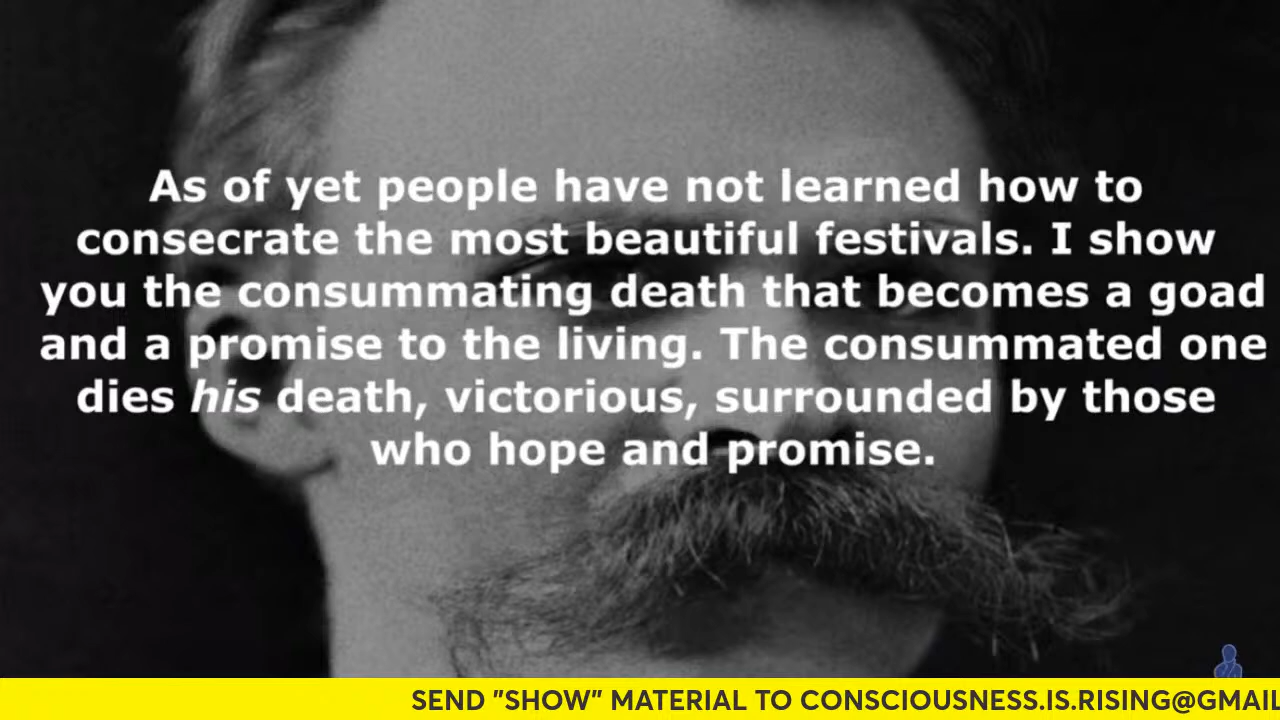 As of yet people have not learned how to
consecrate the most beautiful festivals. I show
you the consummating death that becomes a goad
and a promise to the living. The consummated one
dies his death, victorious, surrounded by those
who hope and promise.
SEND "SHOW" MATERIAL TO CONSCIOUSNESS.IS.RISING@GMAIL